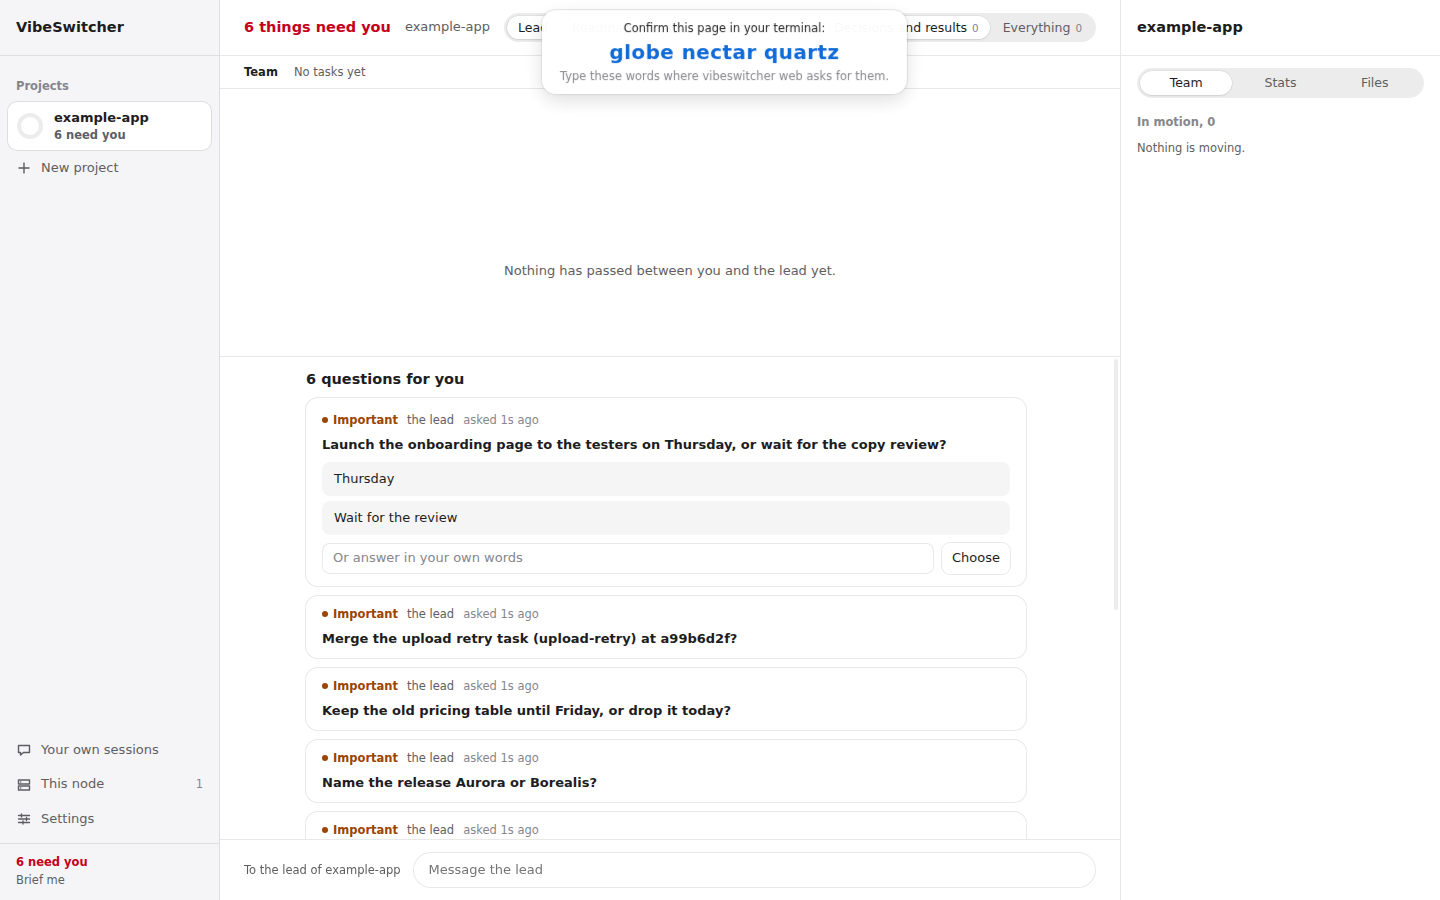 VibeSwitcher
Projects
example-app
6 need you
New project
Your own sessions
This node 1
Settings
6 need you
Brief me
6 things need you example-app Lead nd results 0 Everything 0
Confirm this page in your terminal:
globe nectar quartz
Type these words where vibeswitcher web asks for them.
Team No tasks yet
Nothing has passed between you and the lead yet.
6 questions for you
Important the lead asked 1s ago
Launch the onboarding page to the testers on Thursday, or wait for the copy review?
Thursday
Wait for the review
Or answer in your own words Choose
Important the lead asked 1s ago
Merge the upload retry task (upload-retry) at a99b6d2f?
Important the lead asked 1s ago
Keep the old pricing table until Friday, or drop it today?
Important the lead asked 1s ago
Name the release Aurora or Borealis?
Important the lead asked 1s ago
To the lead of example-app Message the lead
example-app
Team Stats Files
In motion, 0
Nothing is moving.